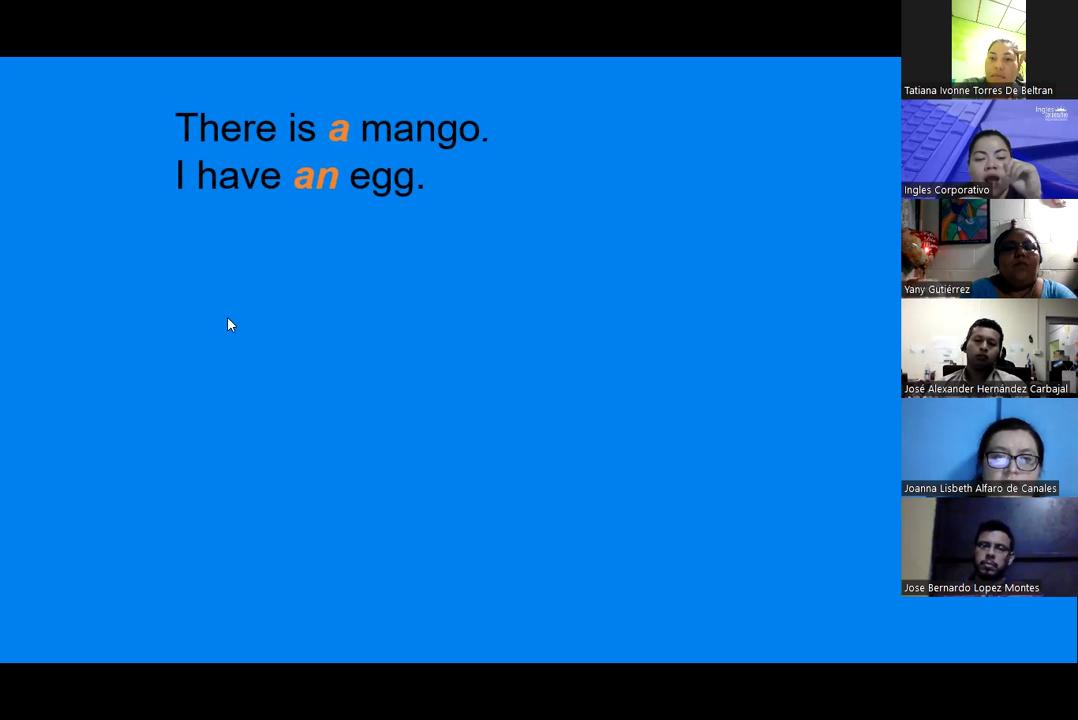 There is a mango.
I have an egg.
Tatiana Ivonne Torres De Beltran
Ingles
Ingles Corporativo
Yany Gutiérrez
José Alexander Hernández Carbajal
Joanna Lisbeth Alfaro de Canales
Jose Bernardo Lopez Montes